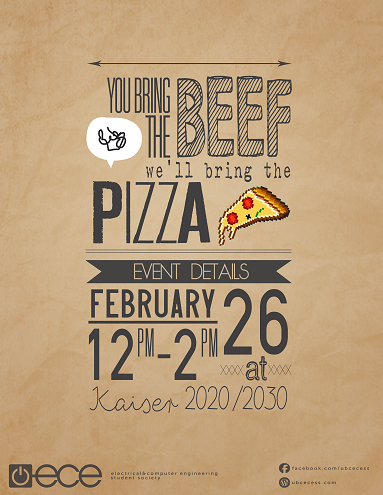 YOU BRING
THE BEEF
we'll bring the
PIZZA
EVENT DETAILS
FEBRUARY 26
12PM-2PM
at
Kaiser 2020/2030
ece
electrical&computer engineering
student society
facebook.com/ubcecess
ubcecess.com